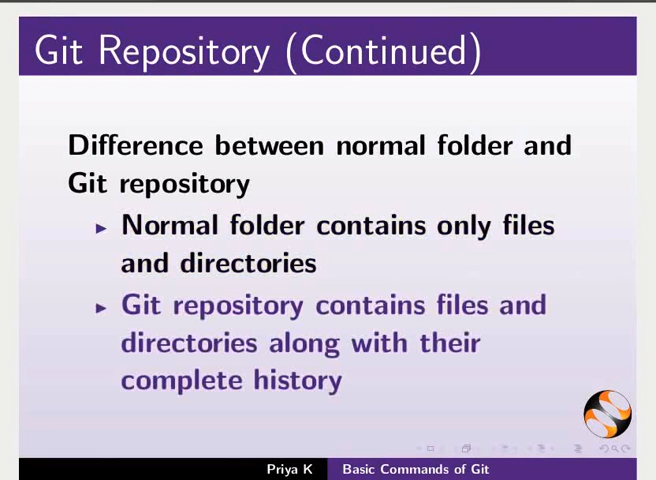 Git Repository (Continued)
Difference between normal folder and
Git repository
Normal folder contains only files
and directories
Git repository contains files and
directories along with their
complete history
Priya K
Basic Commands of Git